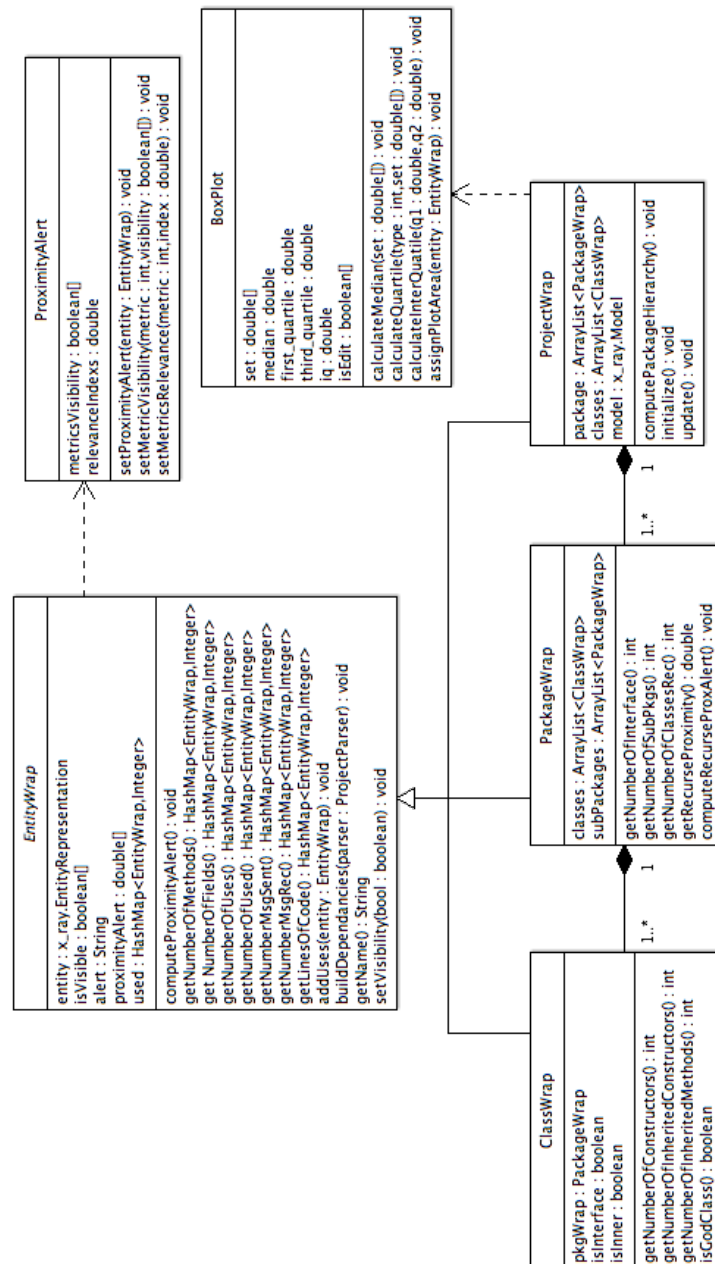 EntityWrap
entity : x_ray.EntityRepresentation
isVisible : boolean[]
alert : String
proximityAlert : double[]
used : HashMap<EntityWrap,Integer>
computeProximityAlert() : void
getNumberOfMethods() : HashMap<EntityWrap,Integer>
get NumberOfFields() : HashMap<EntityWrap,Integer>
getNumberOfUses() : HashMap<EntityWrap,Integer>
getNumberOfUsed() : HashMap<EntityWrap,Integer>
getNumberMsgSent() : HashMap<EntityWrap,Integer>
getNumberMsgRec() : HashMap<EntityWrap,Integer>
getLinesOfCode() : HashMap<EntityWrap,Integer>
addUses(entity : EntityWrap) : void
buildDependancies(parser : ProjectParser) : void
getName() : String
setVisibility(bool : boolean) : void
ProximityAlert
metricsVisibility : boolean[]
relevanceIndexs : double
setProximityAlert(entity : EntityWrap) : void
setMetricVisibility(metric : int,visibility : boolean[]) : void
setMetricsRelevance(metric : int,index : double) : void
BoxPlot
set : double[]
median : double
first_quartile : double
third_quartile : double
iq : double
isEdit : boolean[]
calculateMedian(set : double[]) : void
calculateQuartile(type : int,set : double[]) : void
calculateInterQuatile(q1 : double,q2 : double) : void
assignPlotArea(entity : EntityWrap) : void
ClassWrap
pkgWrap : PackageWrap
isInterface : boolean
isInner : boolean
getNumberOfConstructors() : int
getNumberOfInheritedConstructors() : int
getNumberOfInheritedMethods() : int
isGodClass() : boolean
1..*
1
PackageWrap
classes : ArrayList<ClassWrap>
subPackages : ArrayList<PackageWrap>
getNumberOfInterface() : int
getNumberOfSubPkgs() : int
getNumberOfClassesRec() : int
getRecurseProximity() : double
computeRecurseProxAlert() : void
1..*
1
ProjectWrap
package : ArrayList<PackageWrap>
classes : ArrayList<ClassWrap>
model : x_ray.Model
computePackageHierarchy() : void
initialize() : void
update() : void